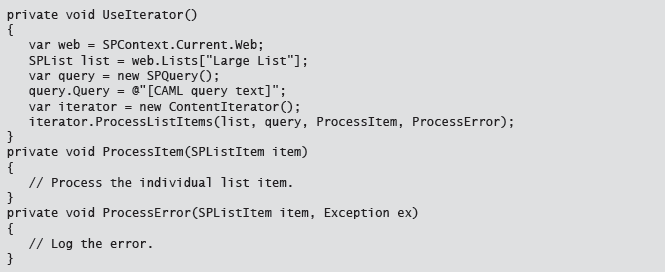 private void UseIterator()
{
   var web = SPContext.Current.Web;
   SPList list = web.Lists["Large List"];
   var query = new SPQuery();
   query.Query = @"[CAML query text]";
   var iterator = new ContentIterator();
   iterator.ProcessListItems(list, query, ProcessItem, ProcessError);
}
private void ProcessItem(SPListItem item)
{
   // Process the individual list item.
}
private void ProcessError(SPListItem item, Exception ex)
{
   // Log the error.
}